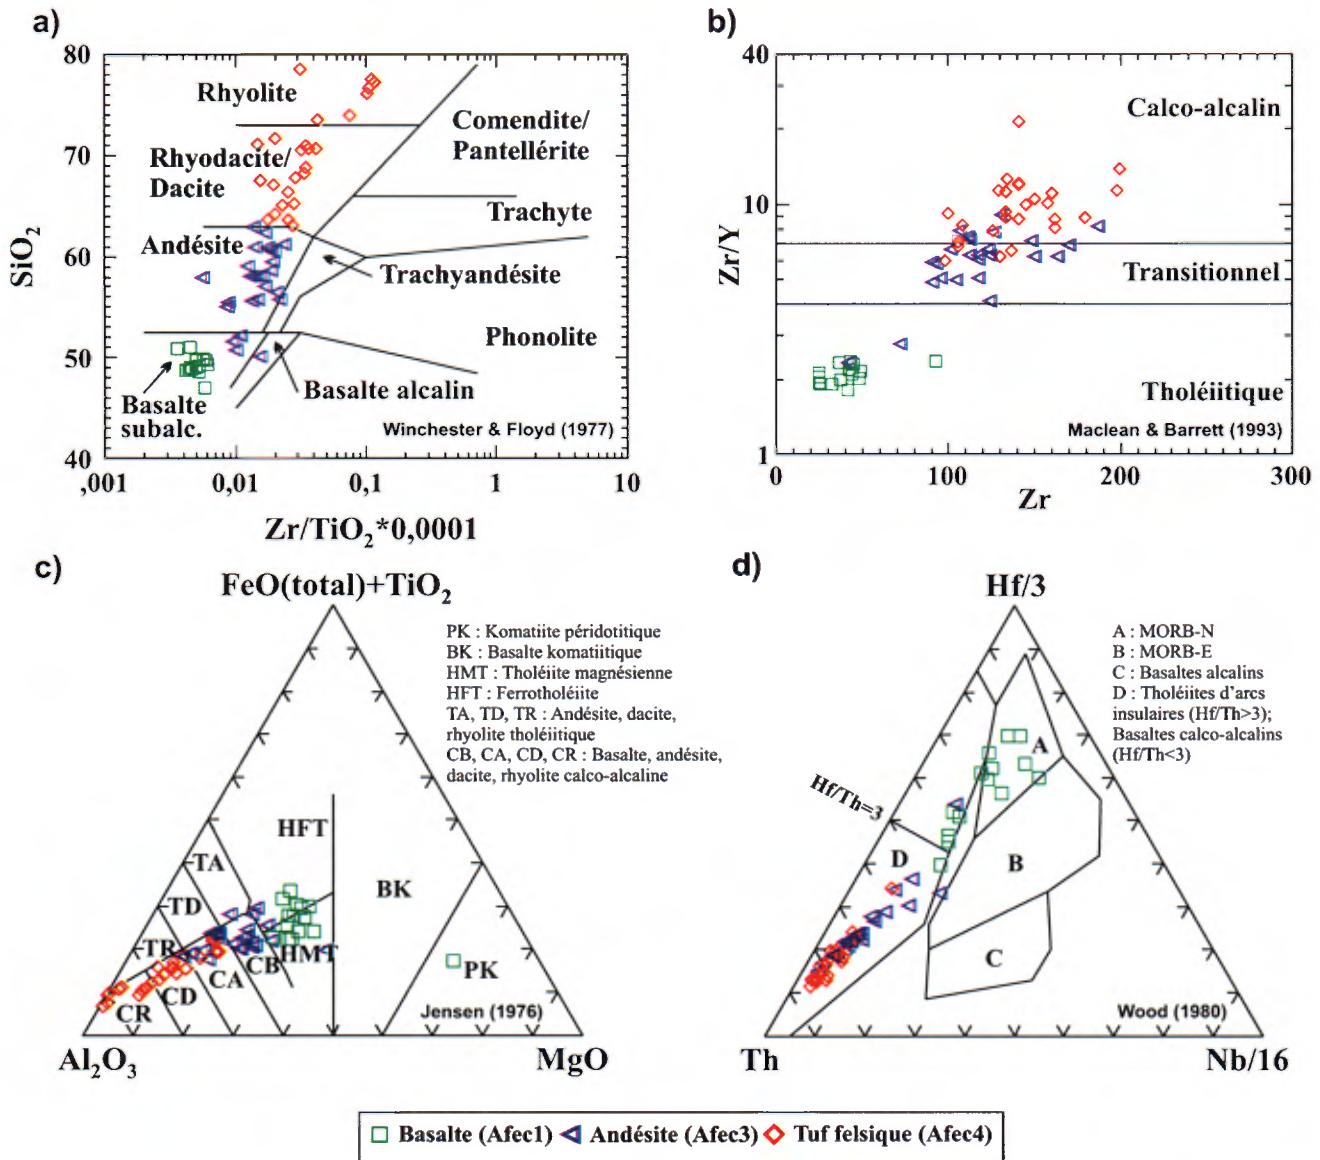 a)
80
70
60
50
40
SiO₂
Rhyolite
Rhyodacite/
Dacite
Andésite
Basalte
subalc.
Comendite/
Pantellérite
Trachyte
Trachyandésite
Phonolite
Basalte alcalin
Winchester & Floyd (1977)
,001
0,01
0,1
1
10
Zr/TiO₂*0,0001
b)
40
10
1
Zr/Y
Calco-alcalin
Transitionnel
Tholéiitique
Maclean & Barrett (1993)
0
100
200
300
Zr
c)
FeO(total)+TiO₂
PK : Komatiite péridotitique
BK : Basalte komatiitique
HMT : Tholéiite magnésienne
HFT : Ferrotholéiite
TA, TD, TR : Andésite, dacite,
rhyolite tholéiitique
CB, CA, CD, CR : Basalte, andésite,
dacite, rhyolite calco-alcaline
HFT
TA
BK
TD
TR
HMT
CB
CA
CD
CR
PK
Jensen (1976)
Al₂O₃
MgO
d)
Hf/3
A : MORB-N
B : MORB-E
C : Basaltes alcalins
D : Tholéiites d'arcs
insulaires (Hf/Th>3);
Basaltes calco-alcalins
(Hf/Th<3)
Hf/Th=3
A
D
B
C
Wood (1980)
Th
Nb/16
Basalte (Afec1) Andésite (Afec3) Tuf felsique (Afec4)